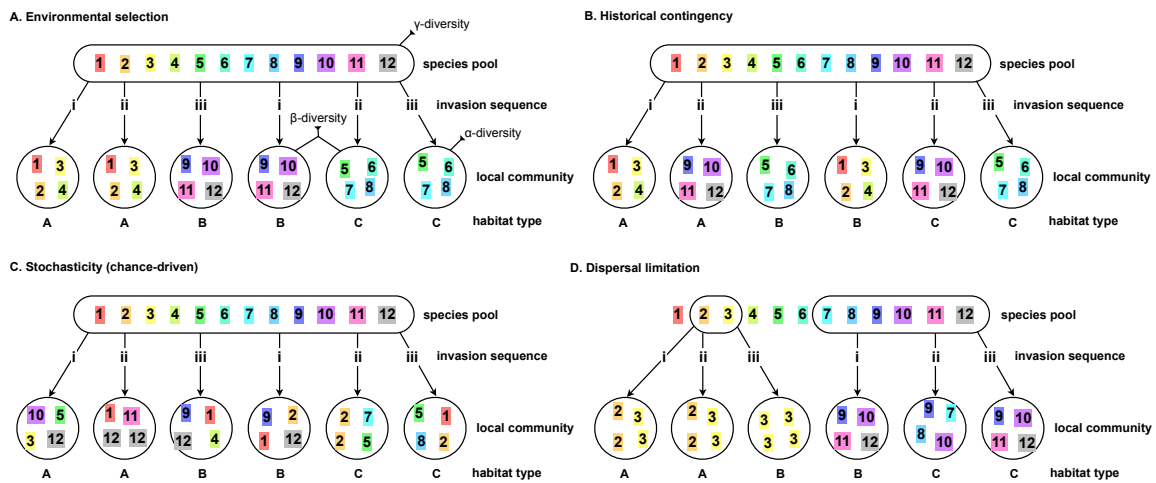 A. Environmental selection
γ-diversity
1 2 3 4 5 6 7 8 9 10 11 12 species pool
i ii iii i ii iii invasion sequence
β-diversity
α-diversity
1 3 1 3 9 10 9 10 5 6 5 6
local community
2 4 2 4 11 12 11 12 7 8 7 8
A A B B C C habitat type
B. Historical contingency
1 2 3 4 5 6 7 8 9 10 11 12 species pool
i ii iii i ii iii invasion sequence
1 3 9 10 5 6 1 3 9 10 5 6
local community
2 4 11 12 7 8 2 4 11 12 7 8
A A B B C C habitat type
C. Stochasticity (chance-driven)
1 2 3 4 5 6 7 8 9 10 11 12 species pool
i ii iii i ii iii invasion sequence
10 5 1 11 9 1 9 2 2 7 5 1
local community
3 12 12 12 12 4 1 12 2 5 8 2
A A B B C C habitat type
D. Dispersal limitation
1 2 3 4 5 6 7 8 9 10 11 12 species pool
i ii iii i ii iii invasion sequence
2 3 2 3 3 3 9 10 9 7 9 10
local community
2 3 2 3 3 3 11 12 8 10 11 12
A A B B C C habitat type